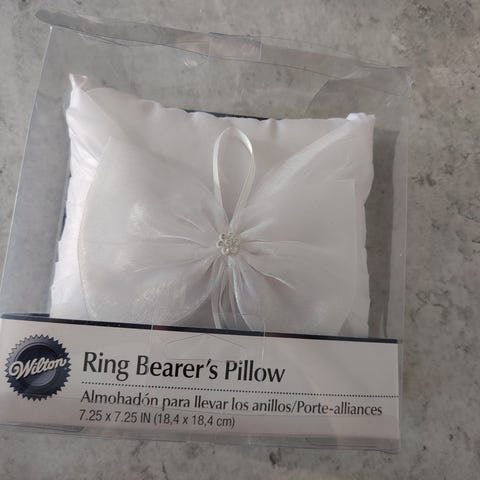 Wilton
Ring Bearer's Pillow
Almohadón para llevar los anillos/Porte-alliances
7.25 x 7.25 IN (18,4 x 18,4 cm)